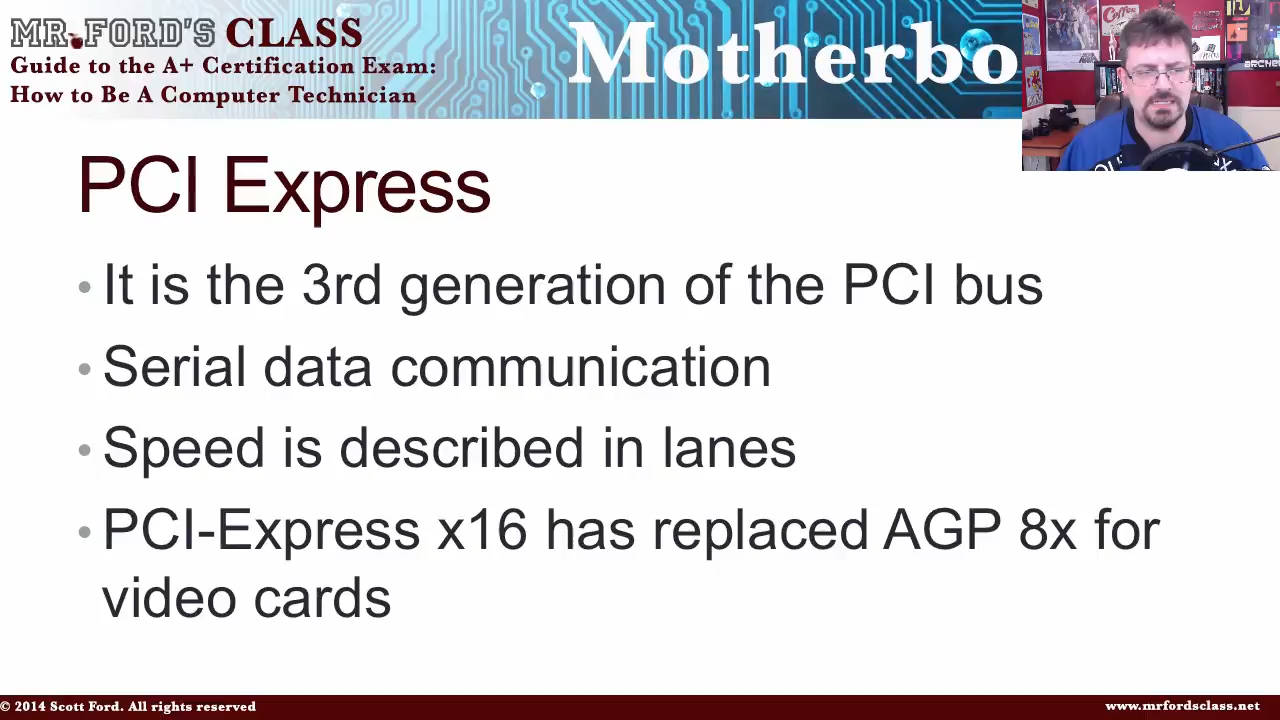 MR. FORD'S CLASS
Guide to the A+ Certification Exam:
How to Be A Computer Technician
Motherbo
Coffee
ARCHER
PCI Express
• It is the 3rd generation of the PCI bus
• Serial data communication
• Speed is described in lanes
• PCI-Express x16 has replaced AGP 8x for
video cards
© 2014 Scott Ford. All rights reserved
www.mrfordsclass.net